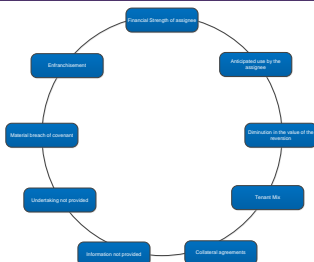 Financial Strength of assignee
Anticipated use by the
assignee
Diminution in the value of the
reversion
Tenant Mix
Collateral agreements
Information not provided
Undertaking not provided
Material breach of covenant
Enfranchisement